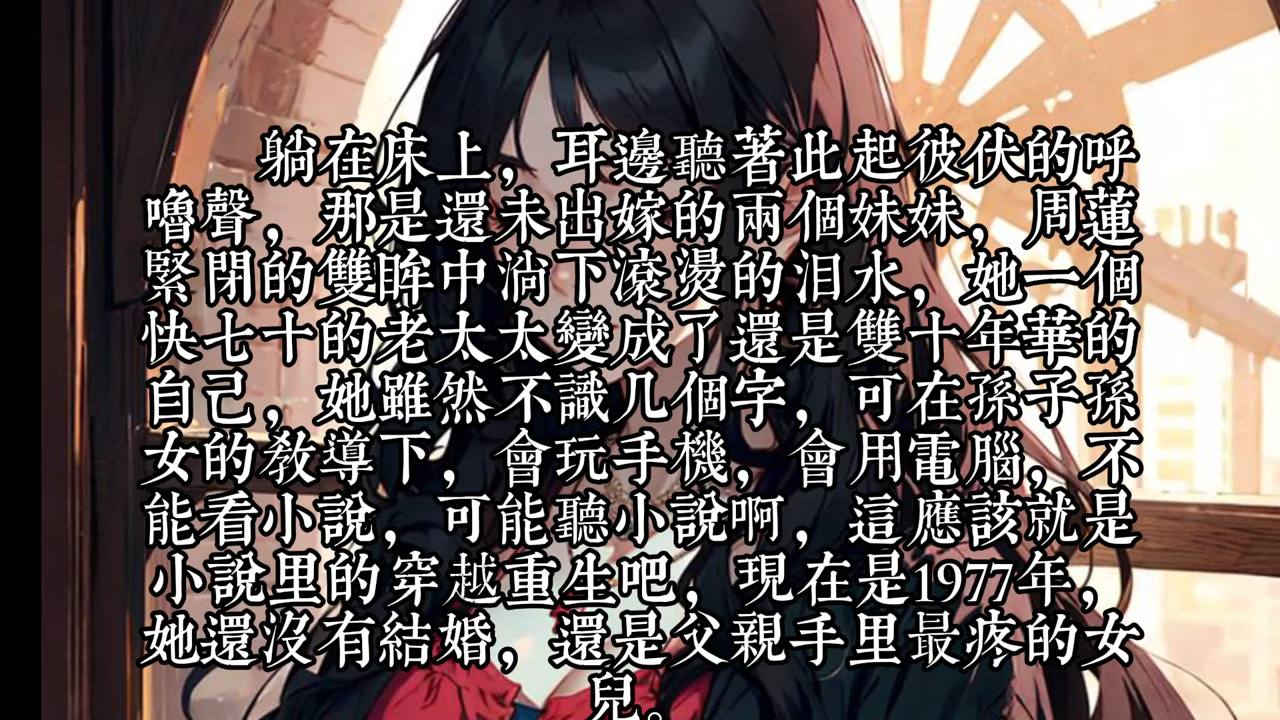 躺在床上，耳邊聽著此起彼伏的呼
嚕聲，那是還未出嫁的兩個妹妹，周蓮
緊閉的雙眸中淌下滾燙的泪水，她一個
快七十的老太太變成了還是雙十年華的
自己，她雖然不識几個字，可在孫子孫
女的教導下，會玩手機，會用電腦，不
能看小說，可能聽小說啊，這應該就是
小說里的穿越重生吧，現在是1977年，
她還沒有結婚，還是父親手里最疼的女
兒。